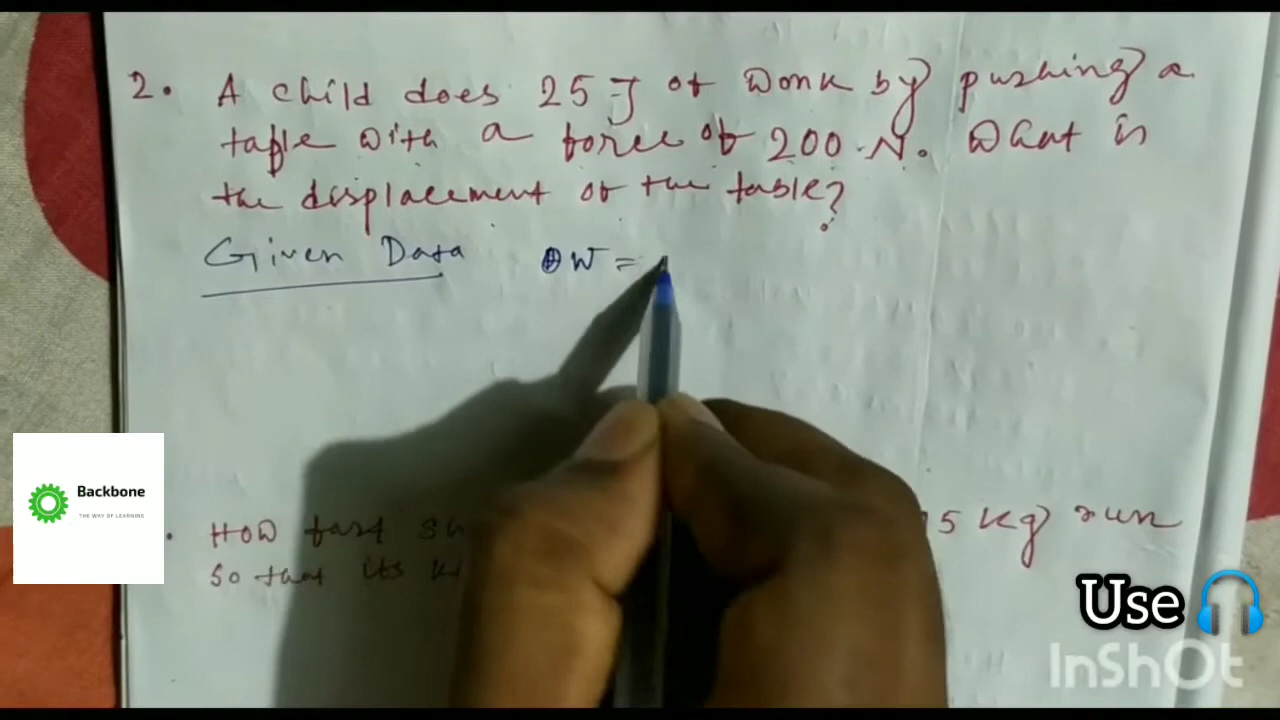 2. A child does 25 J of work by pushing a
table with a force of 200 N. What is
the displacement of the table?
Given Data W =
How fast
5 kg run
so that its
Backbone
THE WAY OF LEARNING
Use
InShOt